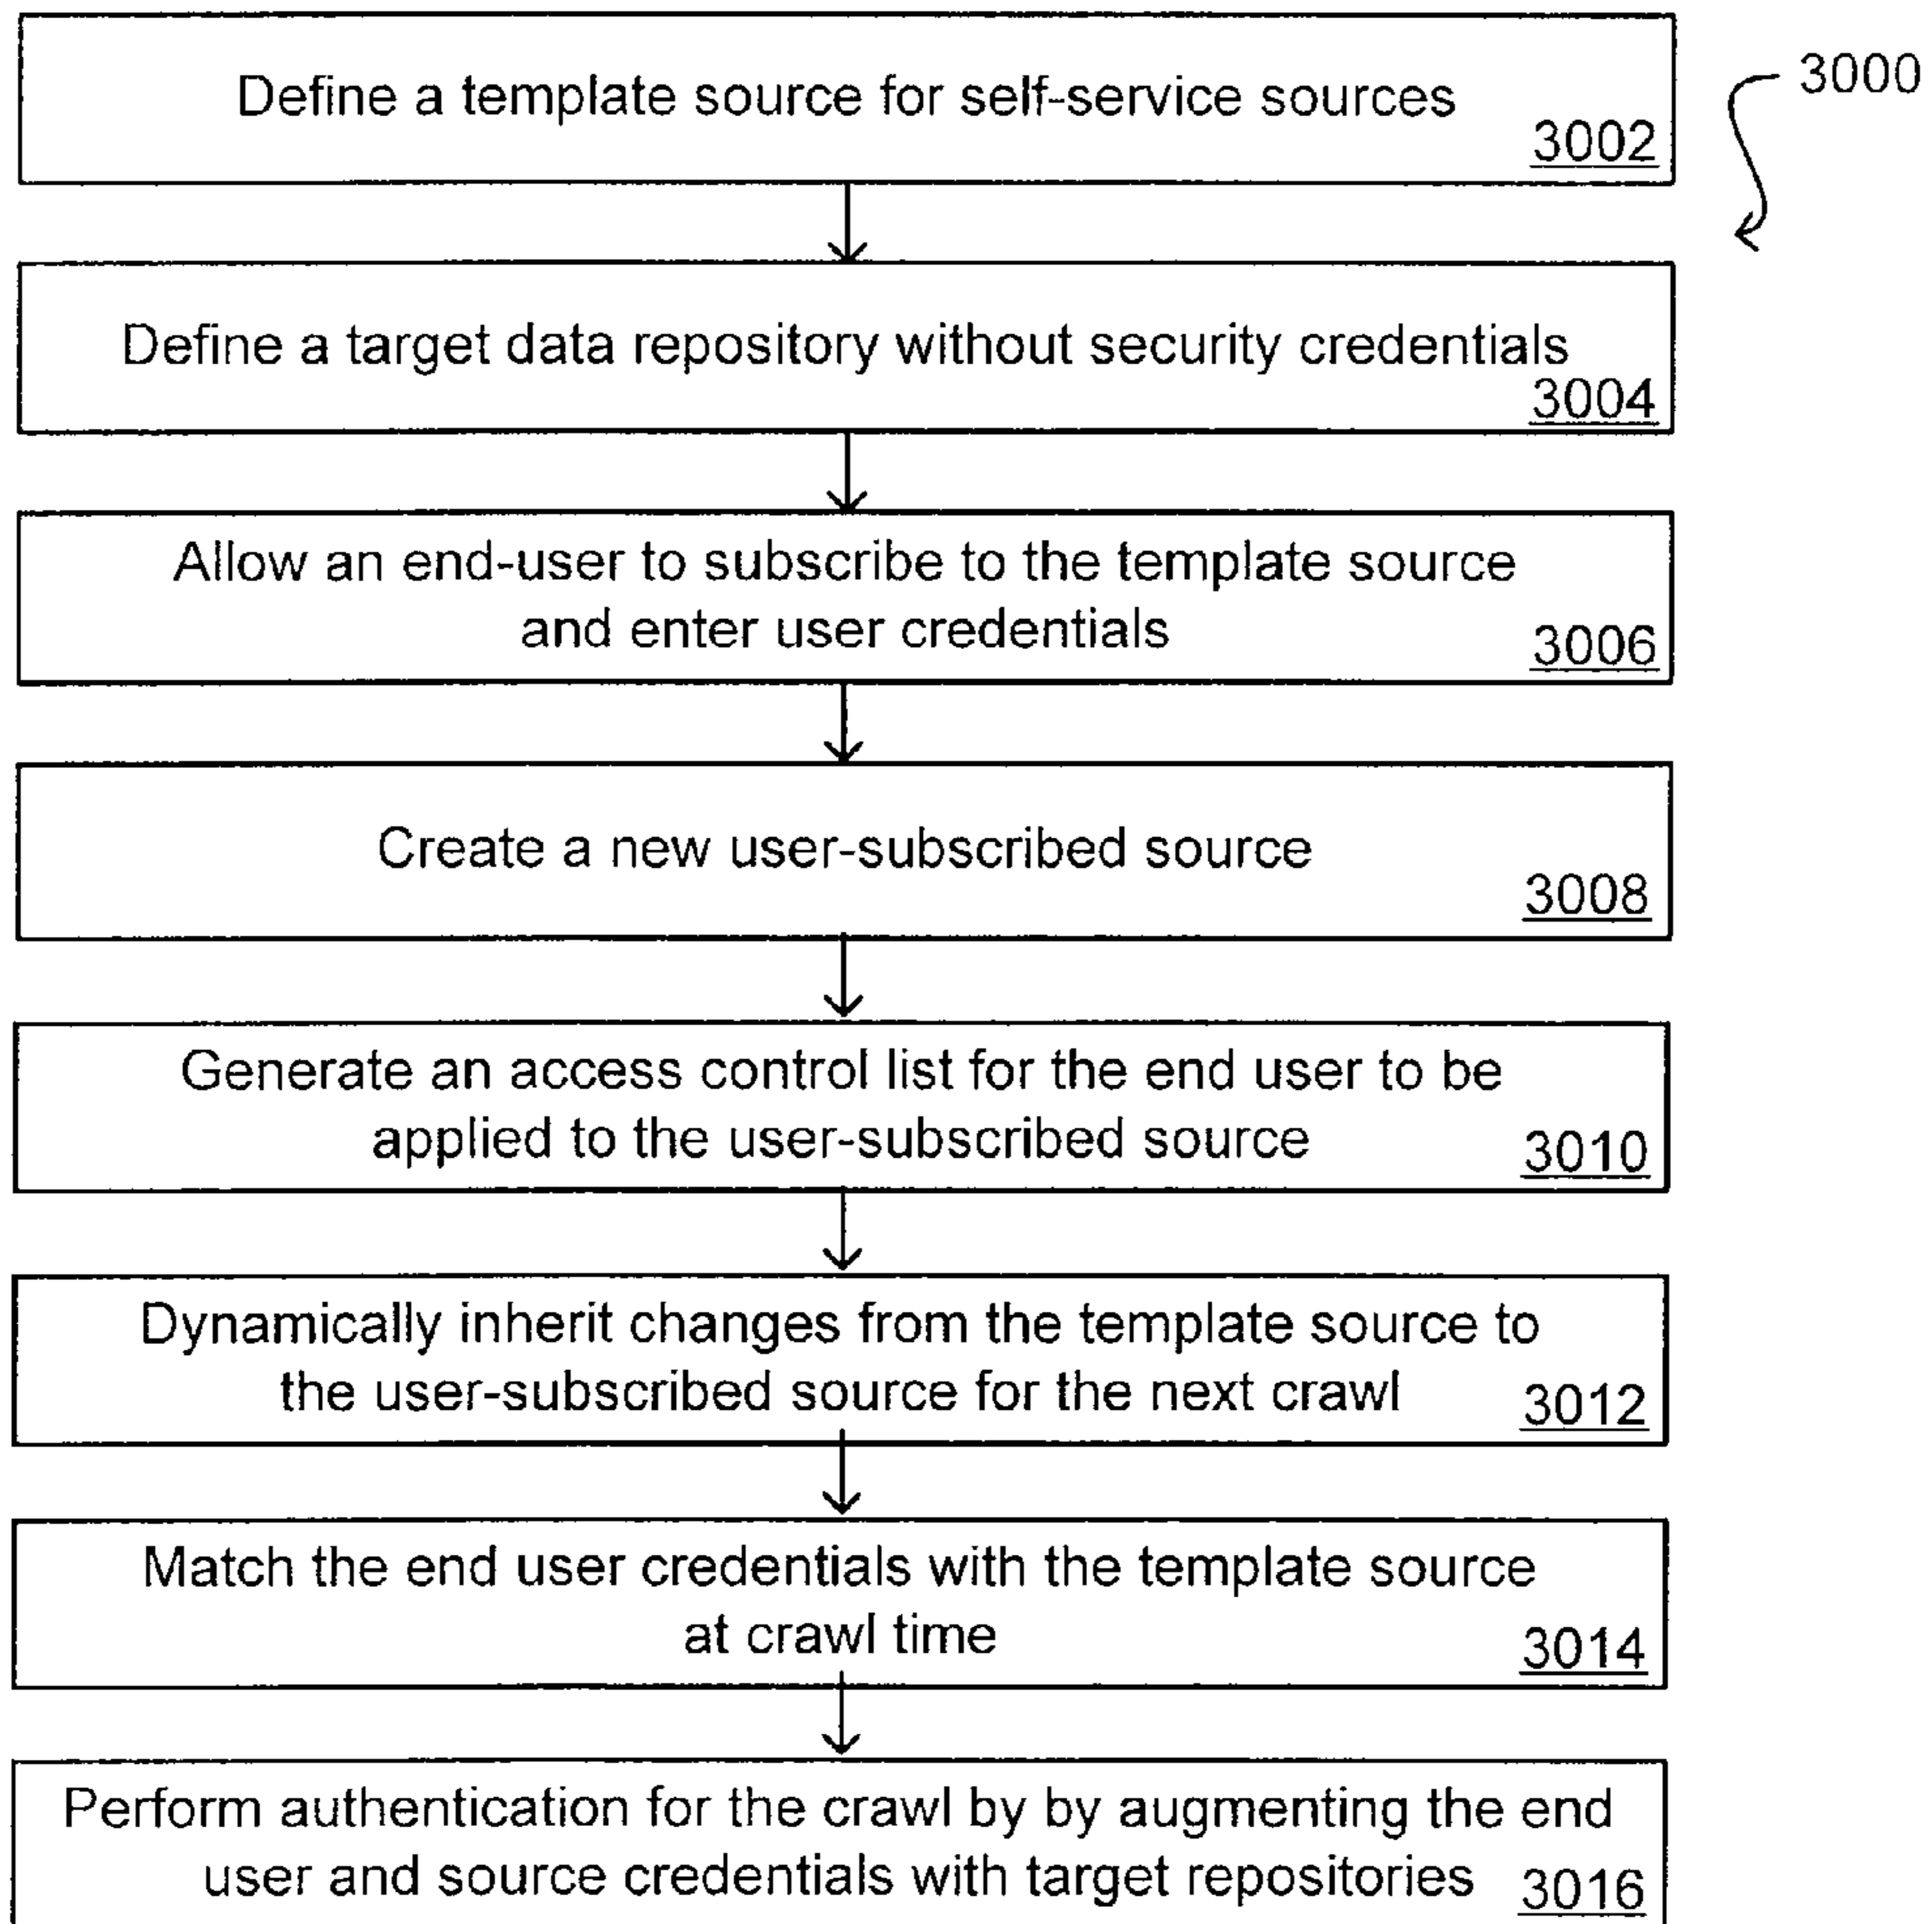 Define a template source for self-service sources
3002
3000
Define a target data repository without security credentials
3004
Allow an end-user to subscribe to the template source
and enter user credentials
3006
Create a new user-subscribed source
3008
Generate an access control list for the end user to be
applied to the user-subscribed source
3010
Dynamically inherit changes from the template source to
the user-subscribed source for the next crawl
3012
Match the end user credentials with the template source
at crawl time
3014
Perform authentication for the crawl by by augmenting the end
user and source credentials with target repositories
3016